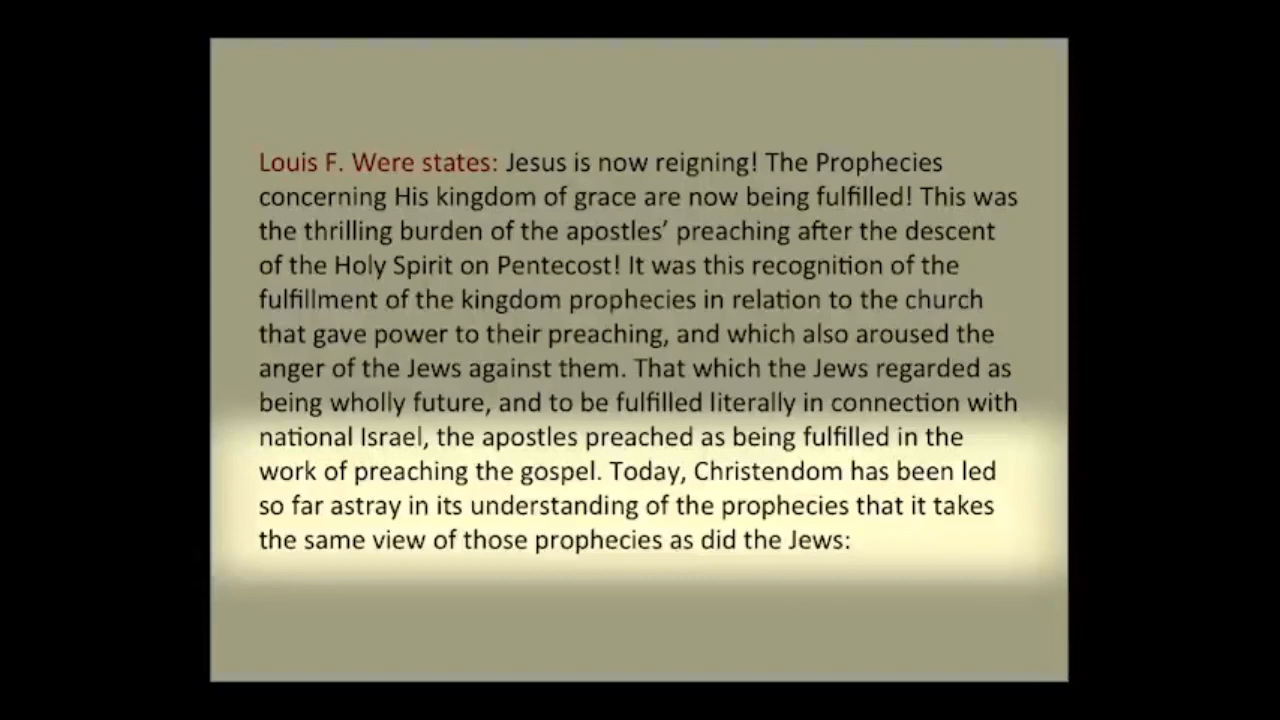 Louis F. Were states: Jesus is now reigning! The Prophecies
concerning His kingdom of grace are now being fulfilled! This was
the thrilling burden of the apostles’ preaching after the descent
of the Holy Spirit on Pentecost! It was this recognition of the
fulfillment of the kingdom prophecies in relation to the church
that gave power to their preaching, and which also aroused the
anger of the Jews against them. That which the Jews regarded as
being wholly future, and to be fulfilled literally in connection with
national Israel, the apostles preached as being fulfilled in the
work of preaching the gospel. Today, Christendom has been led
so far astray in its understanding of the prophecies that it takes
the same view of those prophecies as did the Jews: